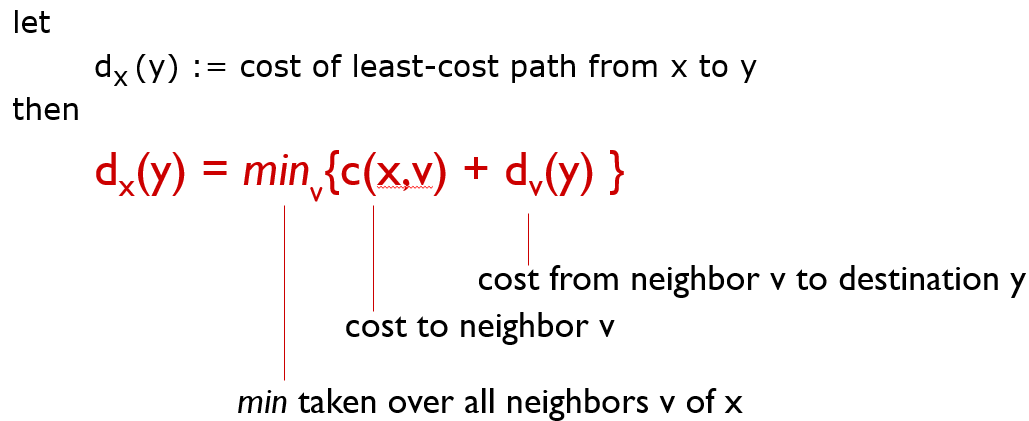 let
dₓ(y) := cost of least-cost path from x to y
then
dₓ(y) = minᵥ{c(x,v) + dᵥ(y) }
cost from neighbor v to destination y
cost to neighbor v
min taken over all neighbors v of x